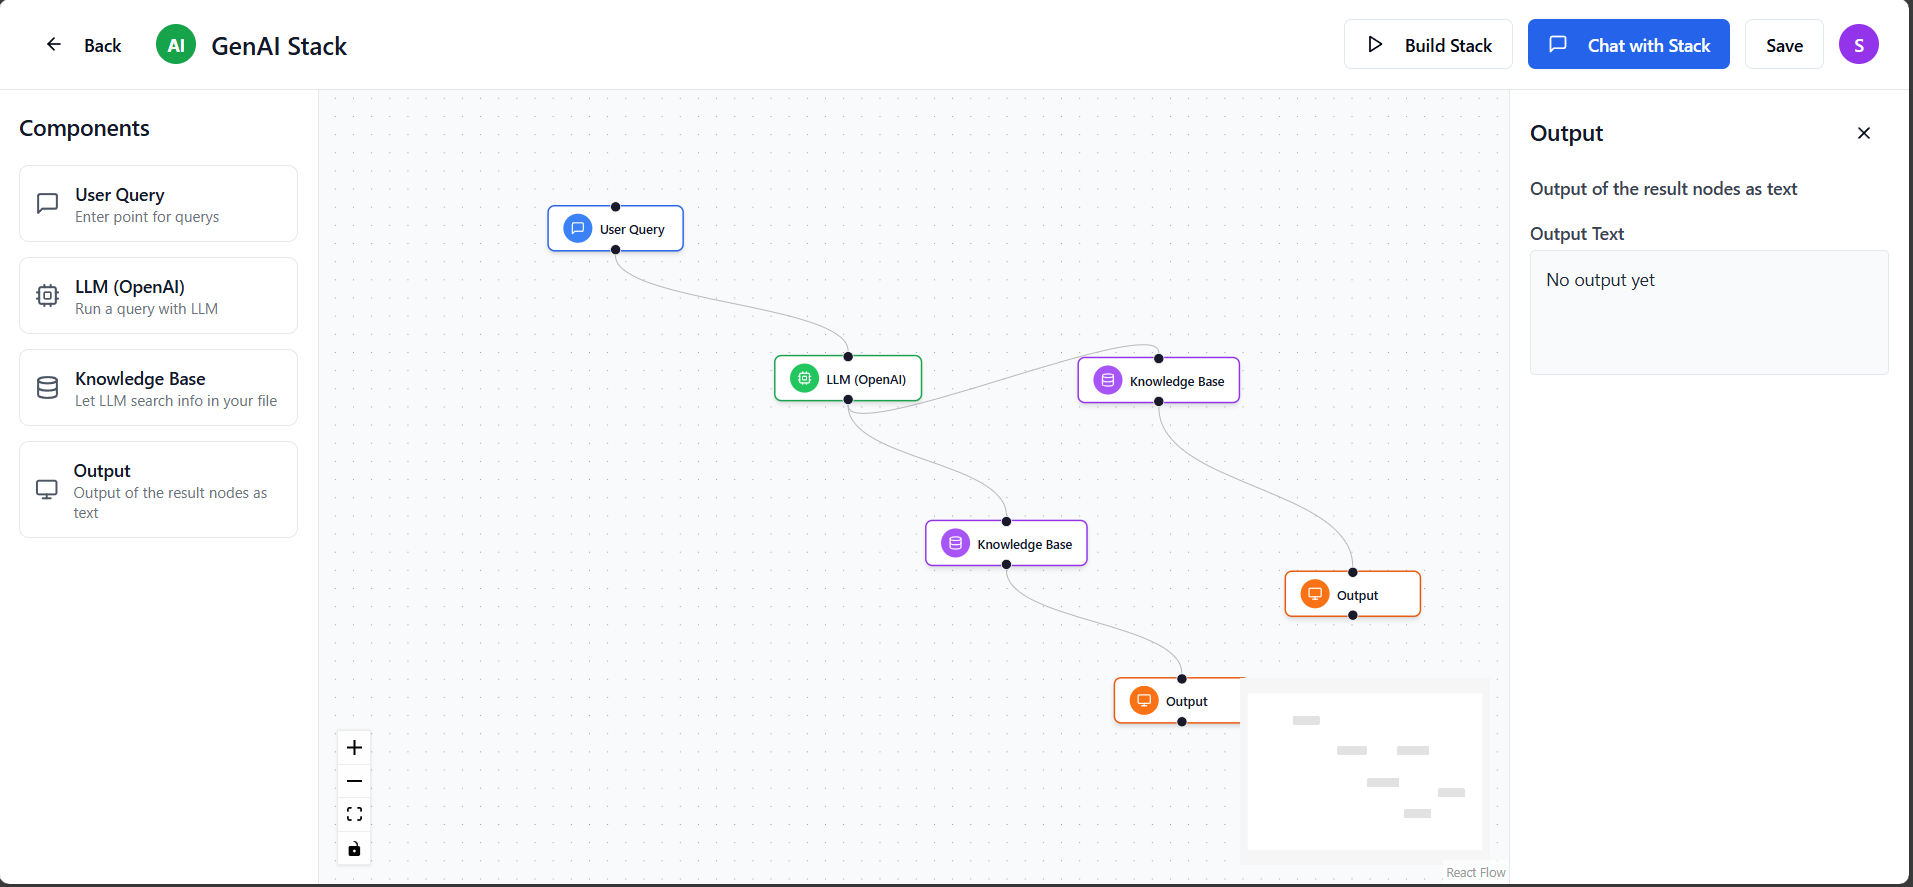 Back
AI
GenAI Stack
Build Stack
Chat with Stack
Save
S
Components
User Query
Enter point for querys
LLM (OpenAI)
Run a query with LLM
Knowledge Base
Let LLM search info in your file
Output
Output of the result nodes as
text
User Query
LLM (OpenAI)
Knowledge Base
Knowledge Base
Output
Output
React Flow
Output
Output of the result nodes as text
Output Text
No output yet